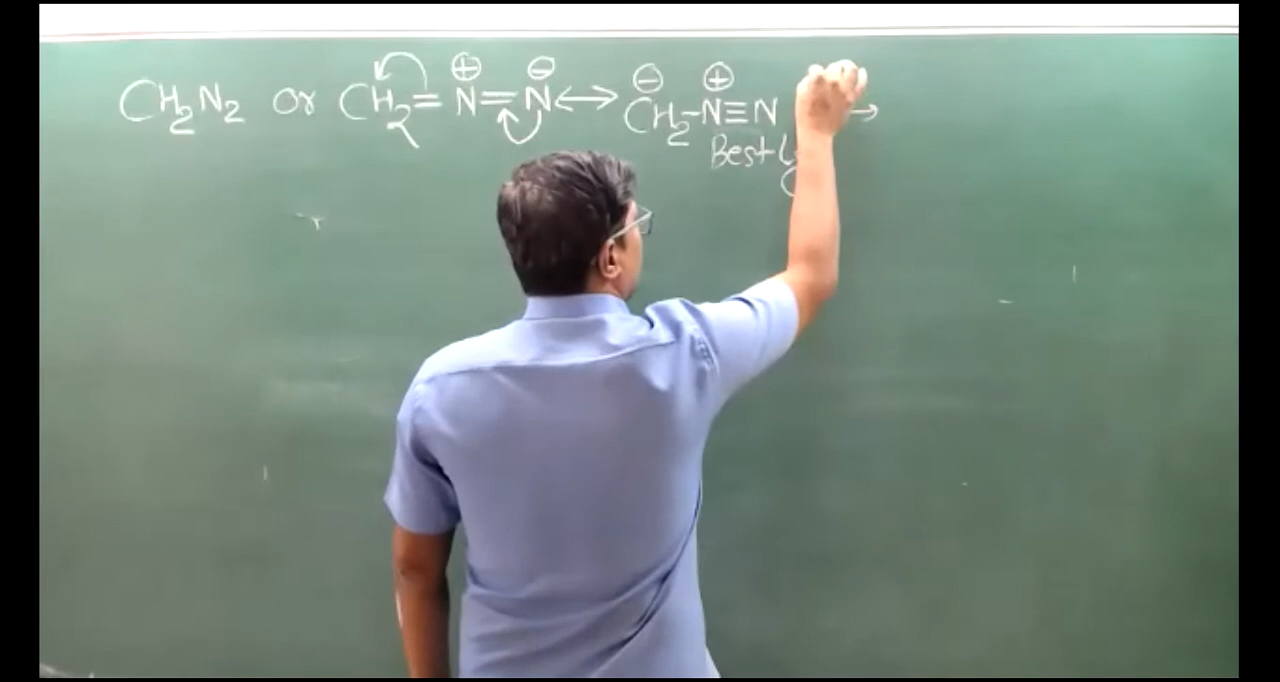 CH₂N₂ or CH₂=N⊕=N⊖ ↔ CH₂⊖-N⊕≡N →
Best